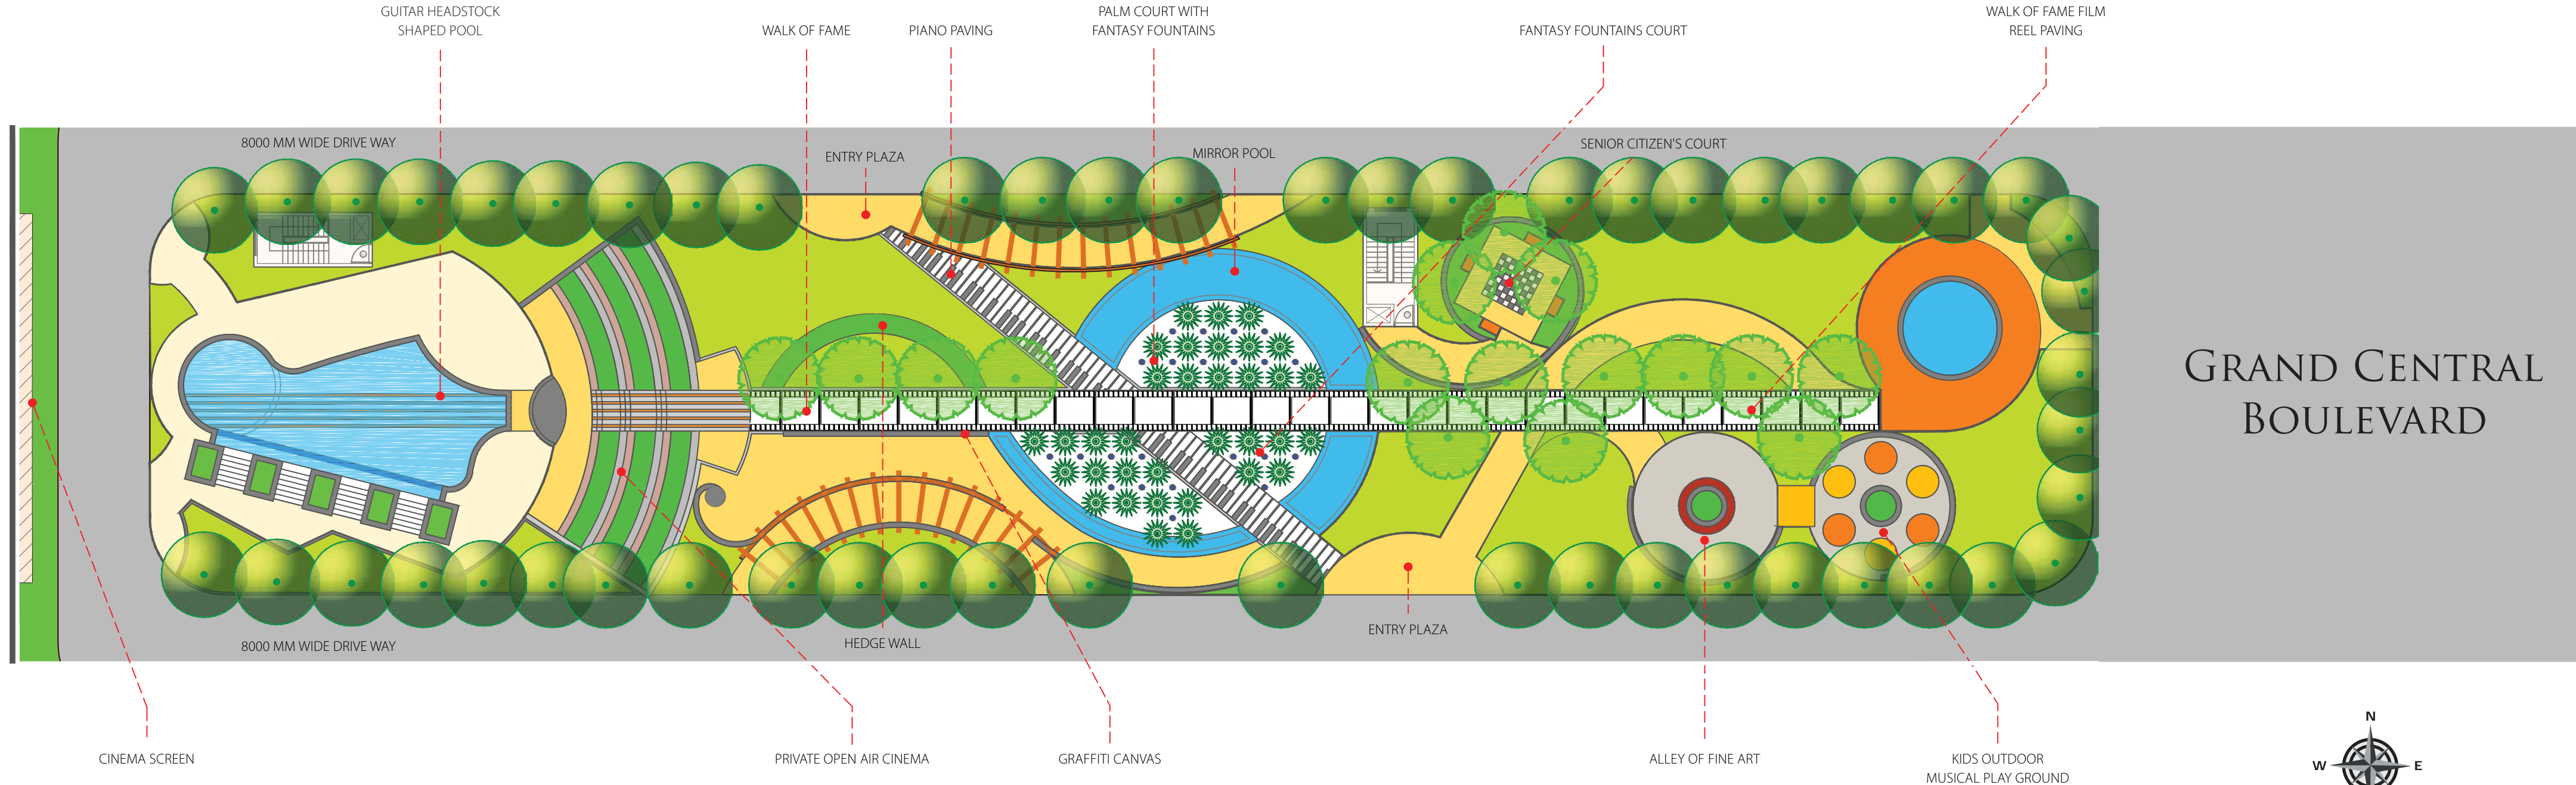 GUITAR HEADSTOCK
SHAPED POOL
WALK OF FAME
PIANO PAVING
PALM COURT WITH
FANTASY FOUNTAINS
FANTASY FOUNTAINS COURT
WALK OF FAME FILM
REEL PAVING
8000 MM WIDE DRIVE WAY
ENTRY PLAZA
MIRROR POOL
SENIOR CITIZEN'S COURT
GRAND CENTRAL
BOULEVARD
8000 MM WIDE DRIVE WAY
HEDGE WALL
ENTRY PLAZA
CINEMA SCREEN
PRIVATE OPEN AIR CINEMA
GRAFFITI CANVAS
ALLEY OF FINE ART
KIDS OUTDOOR
MUSICAL PLAY GROUND
N
W E